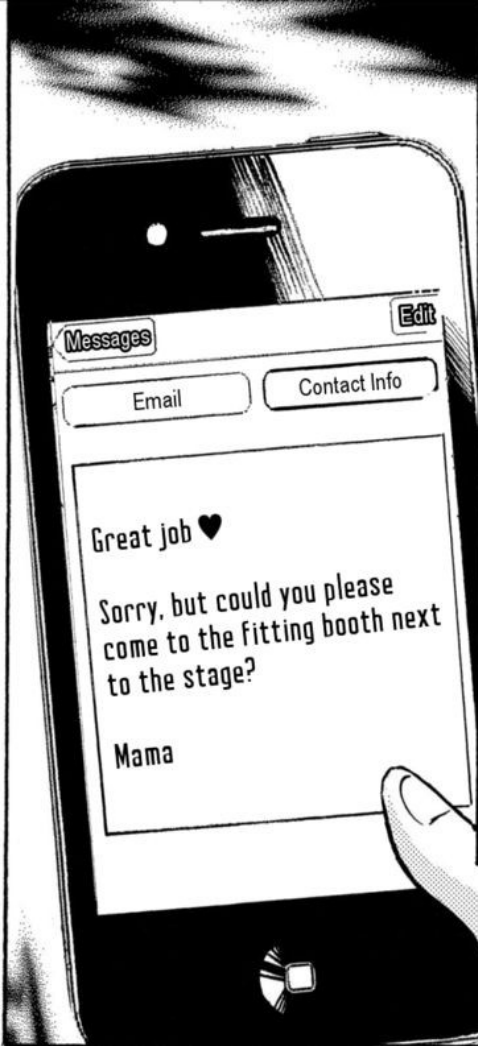 Messages
Edit
Email
Contact Info
Great job ♥
Sorry, but could you please
come to the fitting booth next
to the stage?
Mama